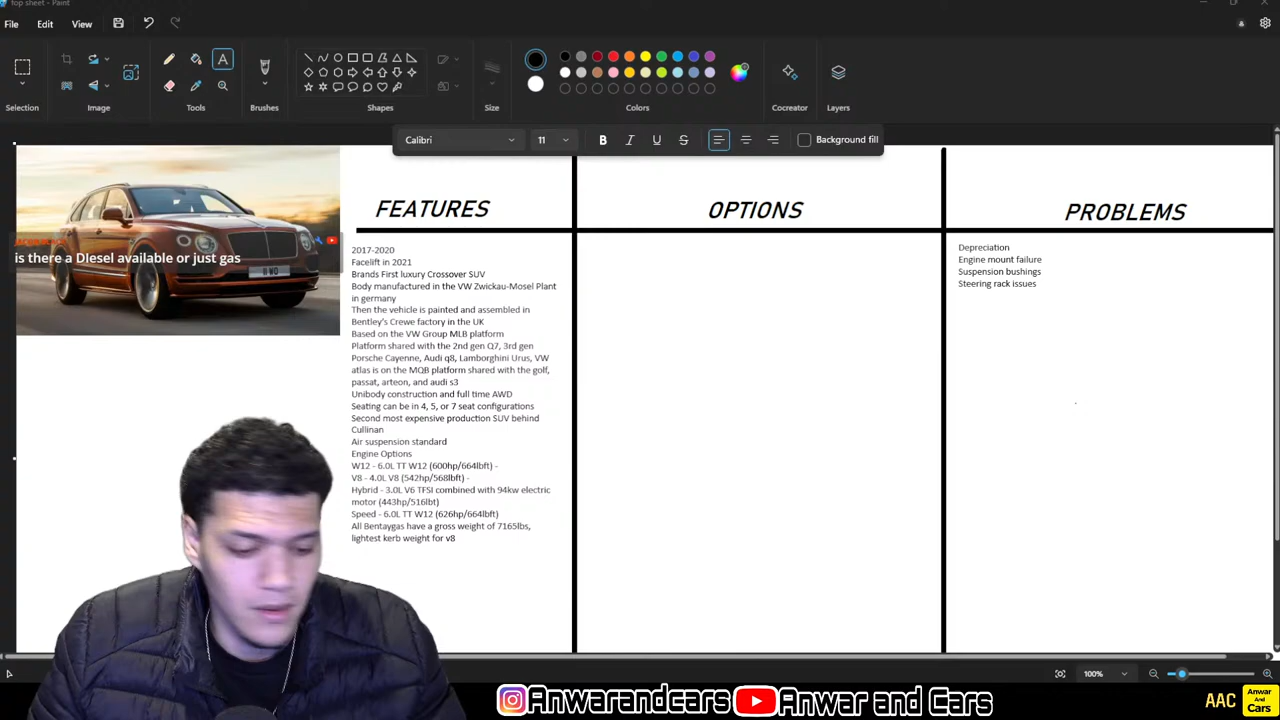 Top sheet - Paint
File Edit View
Selection Image Tools Brushes Shapes Size Colors Cocreator Layers
Calibri 11 B I U S Background fill
FEATURES
OPTIONS
PROBLEMS
is there a DIesel available or just gas
II WO
2017-2020
Facelift in 2021
Brands First luxury Crossover SUV
Body manufactured in the VW Zwickau-Mosel Plant
in germany
Then the vehicle is painted and assembled in
Bentley's Crewe factory in the UK
Based on the VW Group MLB platform
Platform shared with the 2nd gen Q7, 3rd gen
Porsche Cayenne, Audi q8, Lamborghini Urus, VW
atlas is on the MQB platform shared with the golf,
passat, arteon, and audi s3
Unibody construction and full time AWD
Seating can be in 4, 5, or 7 seat configurations
Second most expensive production SUV behind
Cullinan
Air suspension standard
Engine Options
W12 - 6.0L TT W12 (600hp/664lbft) -
V8 - 4.0L V8 (542hp/568lbft) -
Hybrid - 3.0L V6 TFSI combined with 94kw electric
motor (443hp/516lbt)
Speed - 6.0L TT W12 (626hp/664lbft)
All Bentaygas have a gross weight of 7165lbs,
lightest kerb weight for v8
Depreciation
Engine mount failure
Suspension bushings
Steering rack issues
100%
Anwarandcars Anwar and Cars
AAC
Anwar
And
Cars